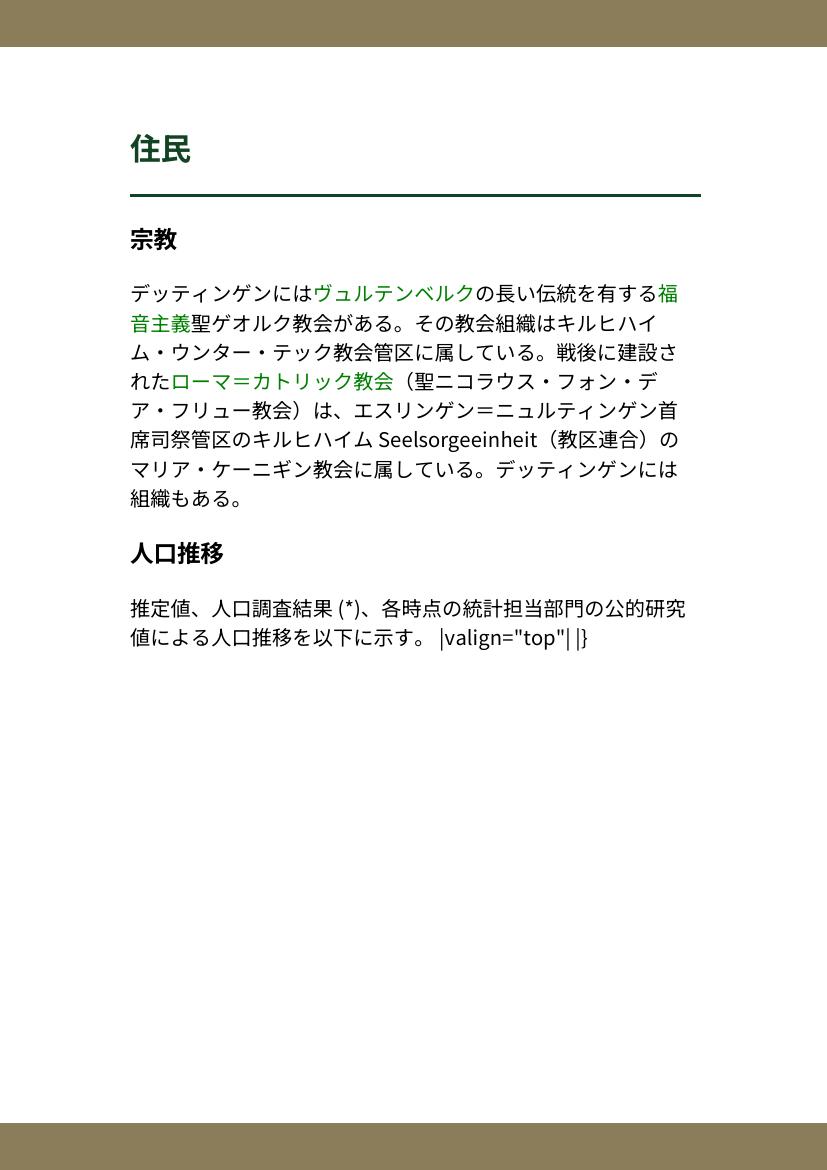 住民
宗教
デッティンゲンにはヴュルテンベルクの長い伝統を有する福
音主義聖ゲオルク教会がある。その教会組織はキルヒハイ
ム・ウンター・テック教会管区に属している。戦後に建設さ
れたローマ＝カトリック教会（聖ニコラウス・フォン・デ
ア・フリュー教会）は、エスリンゲン＝ニュルティンゲン首
席司祭管区のキルヒハイム Seelsorgeeinheit（教区連合）の
マリア・ケーニギン教会に属している。デッティンゲンには
組織もある。
人口推移
推定値、人口調査結果 (*)、各時点の統計担当部門の公的研究
値による人口推移を以下に示す。 |valign="top"| |}